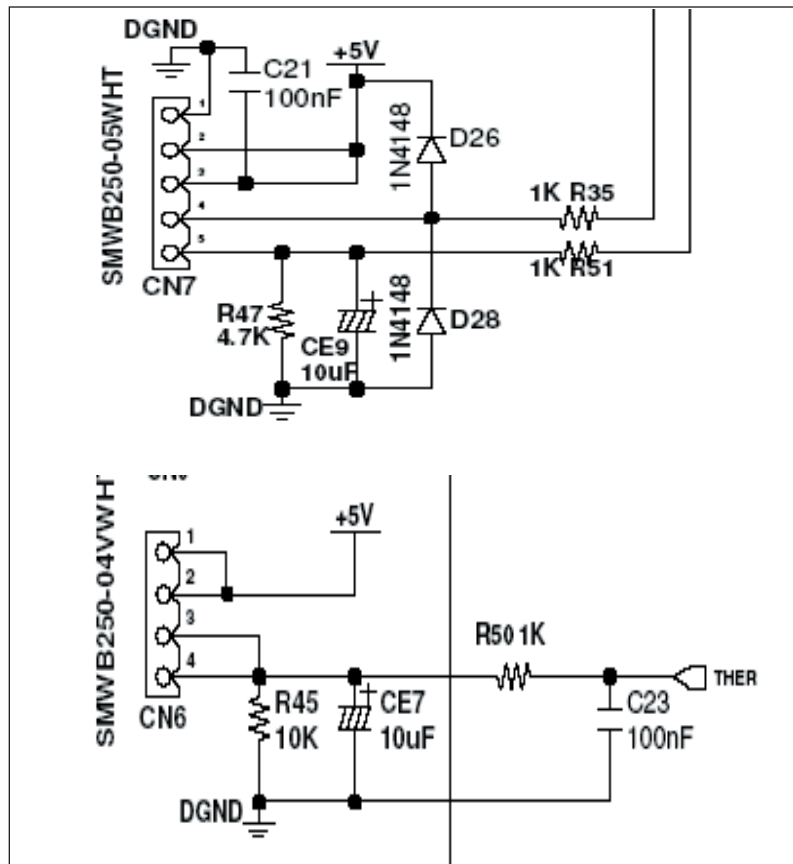 DGND
+5V
C21
100nF
SMWB250-05WHT
1
2
3
4
5
CN7
1N4148
D26
1K R35
1K R51
R47
4.7K
CE9
10uF
1N4148
D28
DGND
SMWB250-04VWHT
1
2
3
4
CN6
+5V
R50 1K
THER
R45
10K
CE7
10uF
C23
100nF
DGND